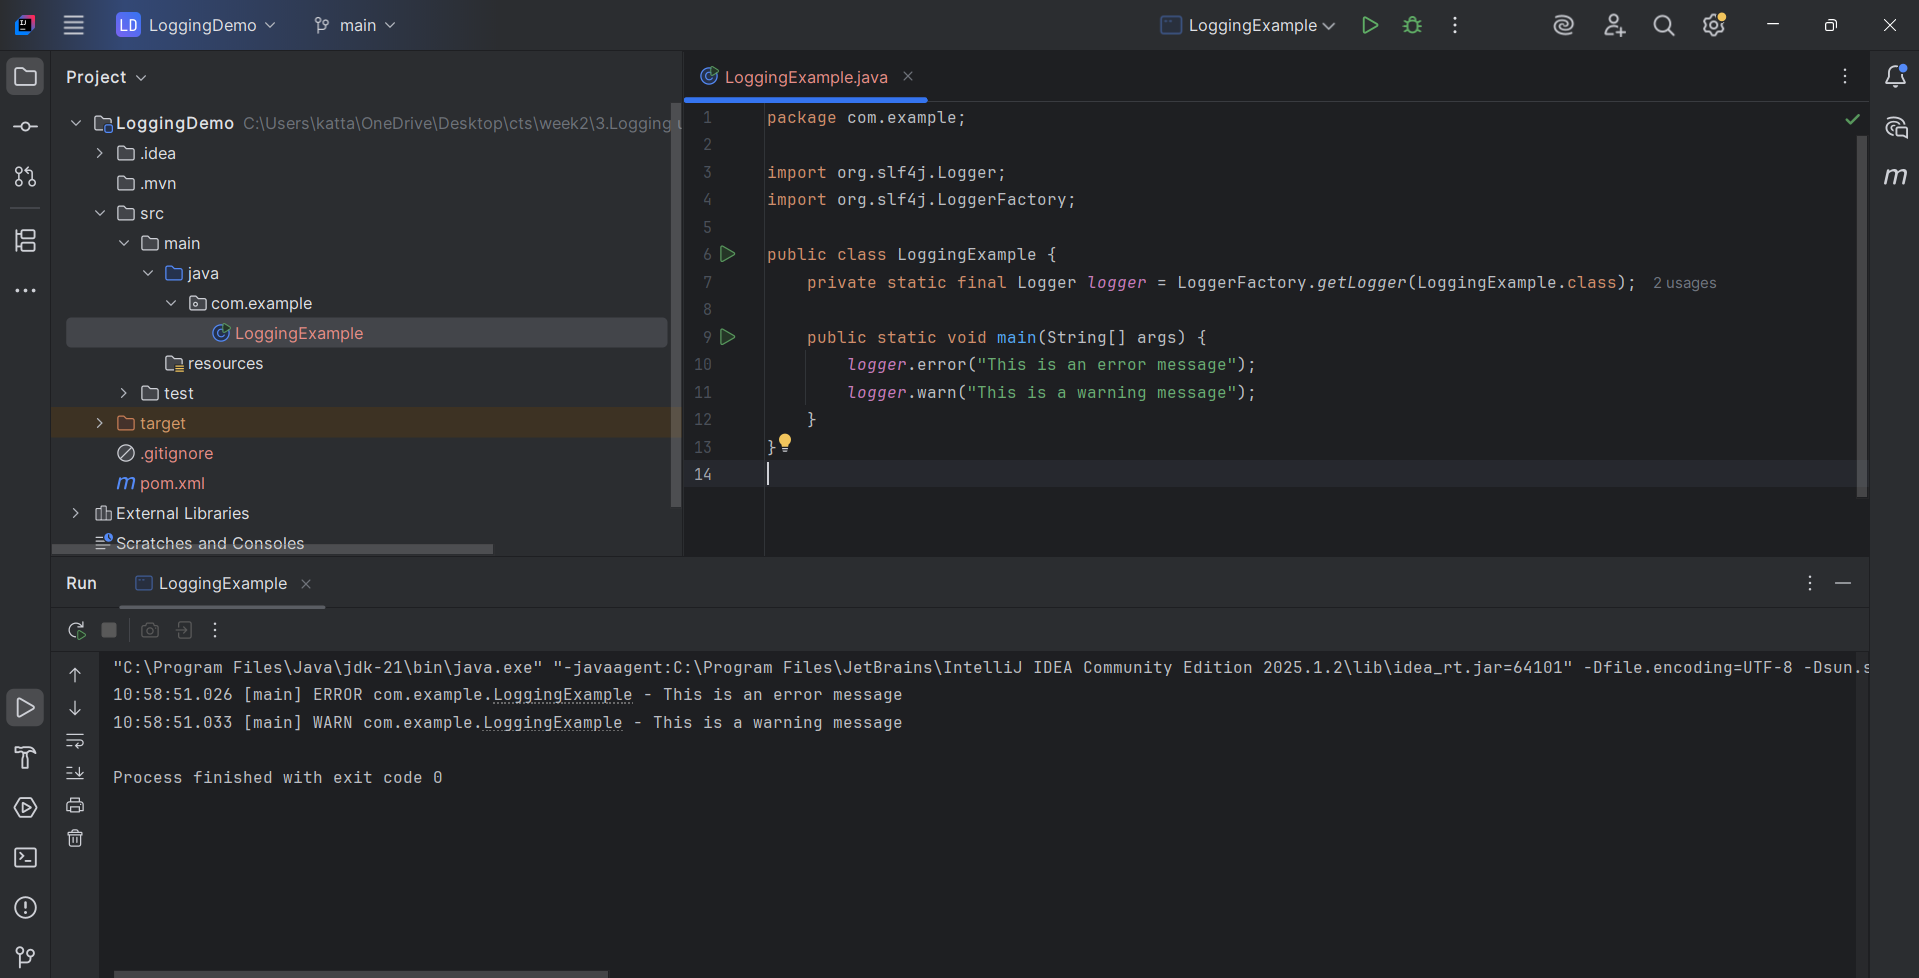 LD LoggingDemo main LoggingExample
Project
LoggingDemo C:\Users\katta\OneDrive\Desktop\cts\week2\3.Logging
.idea
.mvn
src
main
java
com.example
LoggingExample
resources
test
target
.gitignore
m pom.xml
External Libraries
Scratches and Consoles
LoggingExample.java
1 package com.example;
2
3 import org.slf4j.Logger;
4 import org.slf4j.LoggerFactory;
5
6 public class LoggingExample {
7 private static final Logger logger = LoggerFactory.getLogger(LoggingExample.class); 2 usages
8
9 public static void main(String[] args) {
10 logger.error("This is an error message");
11 logger.warn("This is a warning message");
12 }
13 }
14
m
Run LoggingExample
"C:\Program Files\Java\jdk-21\bin\java.exe" "-javaagent:C:\Program Files\JetBrains\IntelliJ IDEA Community Edition 2025.1.2\lib\idea_rt.jar=64101" -Dfile.encoding=UTF-8 -Dsun.s
10:58:51.026 [main] ERROR com.example.LoggingExample - This is an error message
10:58:51.033 [main] WARN com.example.LoggingExample - This is a warning message
Process finished with exit code 0